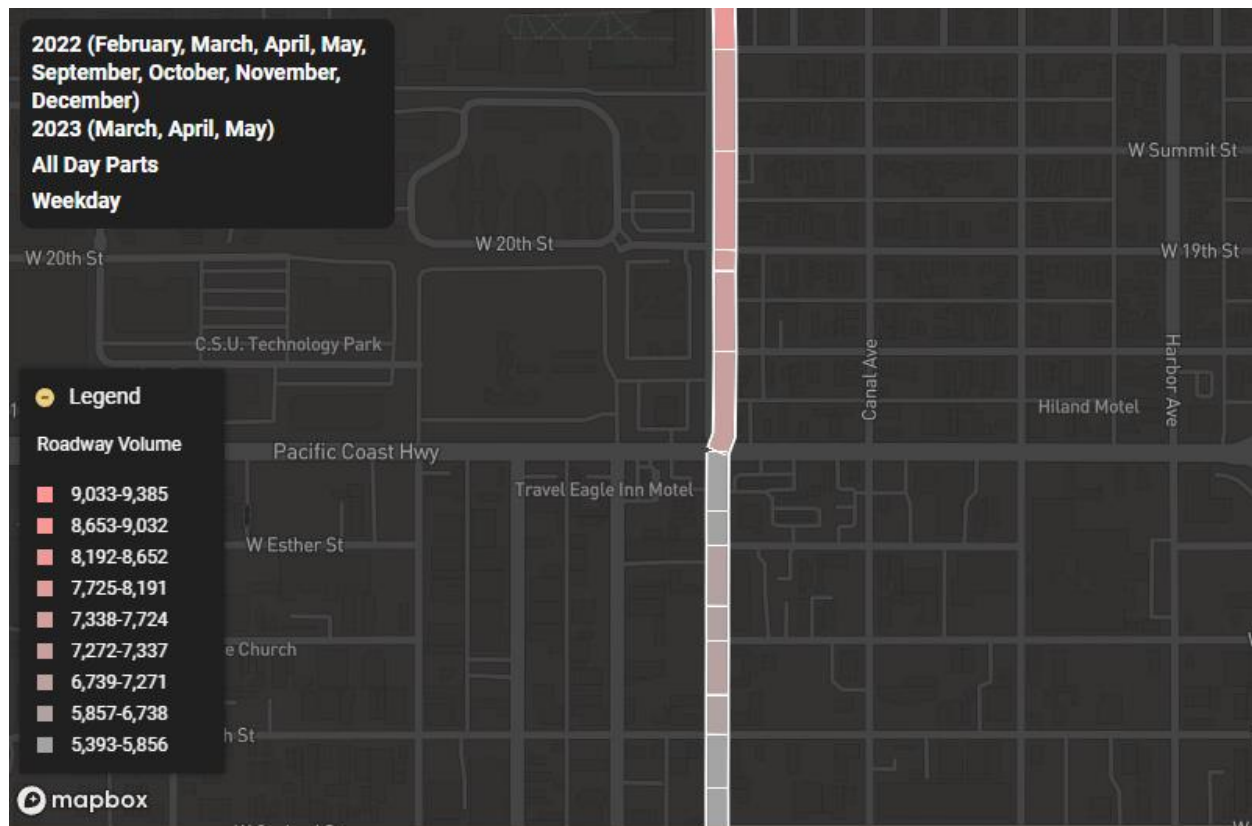 2022 (February, March, April, May,
September, October, November,
December)
2023 (March, April, May)
All Day Parts
Weekday
W Summit St
W 20th St
W 19th St
W 20th St
C.S.U. Technology Park
Canal Ave
Harbor Ave
Hiland Motel
Legend
Roadway Volume
Pacific Coast Hwy
Travel Eagle Inn Motel
9,033-9,385
8,653-9,032
8,192-8,652
7,725-8,191
7,338-7,724
7,272-7,337
6,739-7,271
5,857-6,738
5,393-5,856
W Esther St
e Church
h St
mapbox